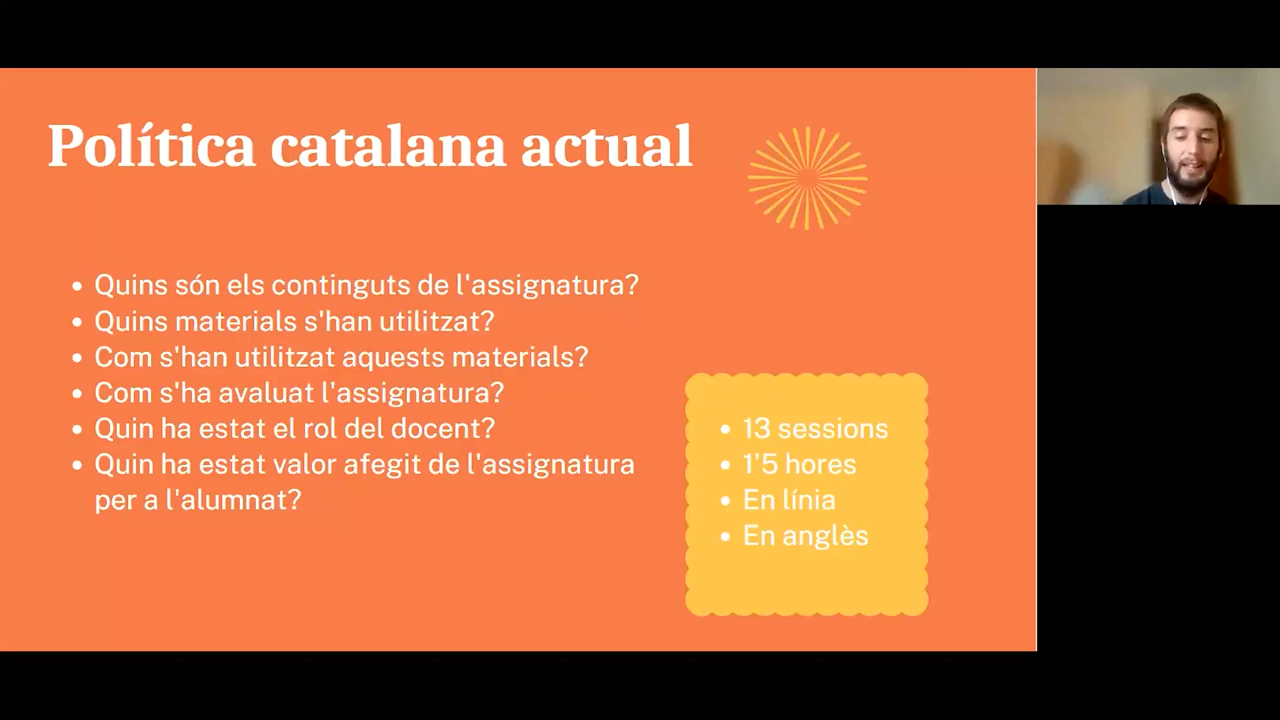 Política catalana actual
Quins són els continguts de l'assignatura?
Quins materials s'han utilitzat?
Com s'han utilitzat aquests materials?
Com s'ha avaluat l'assignatura?
Quin ha estat el rol del docent?
Quin ha estat valor afegit de l'assignatura
per a l'alumnat?
13 sessions
1'5 hores
En línia
En anglès